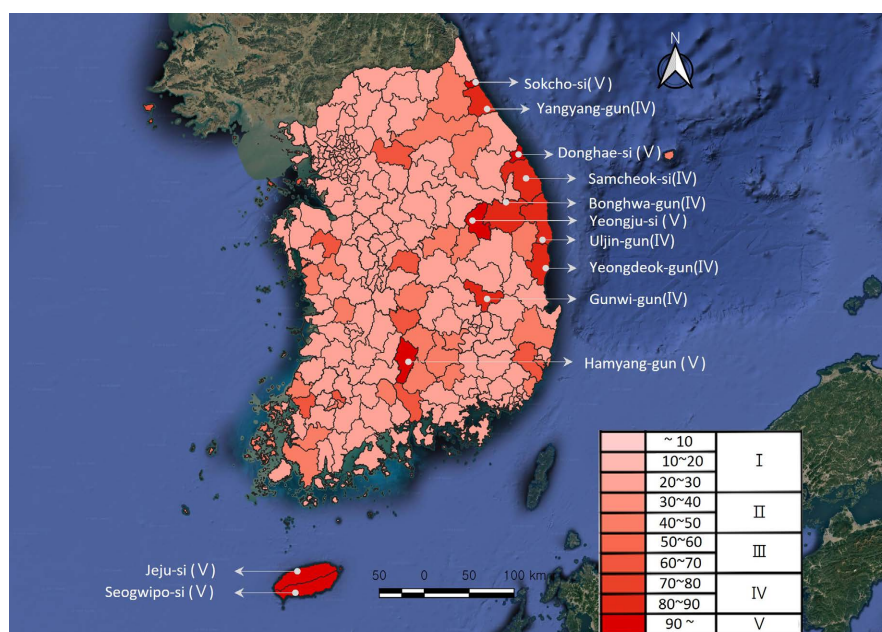 N
Sokcho-si(Ⅴ)
Yangyang-gun(Ⅳ)
Donghae-si (Ⅴ)
Samcheok-si(Ⅳ)
Bonghwa-gun(Ⅳ)
Yeongju-si (Ⅴ)
Uljin-gun(Ⅳ)
Yeongdeok-gun(Ⅳ)
Gunwi-gun(Ⅳ)
Hamyang-gun (Ⅴ)
Jeju-si (Ⅴ)
Seogwipo-si (Ⅴ)
50 0 50 100 km
~ 10
10~20 Ⅰ
20~30
30~40 Ⅱ
40~50
50~60 Ⅲ
60~70
70~80 Ⅳ
80~90
90 ~ Ⅴ